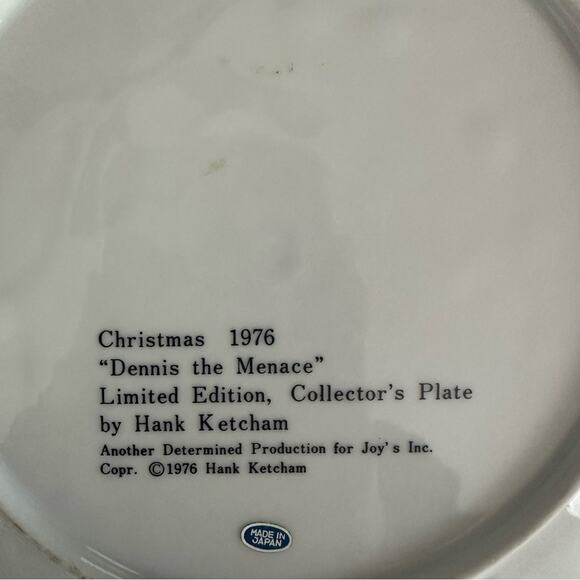 Christmas 1976
“Dennis the Menace”
Limited Edition, Collector's Plate
by Hank Ketcham
Another Determined Production for Joy's Inc.
Copr. ©1976 Hank Ketcham
MADE IN
JAPAN